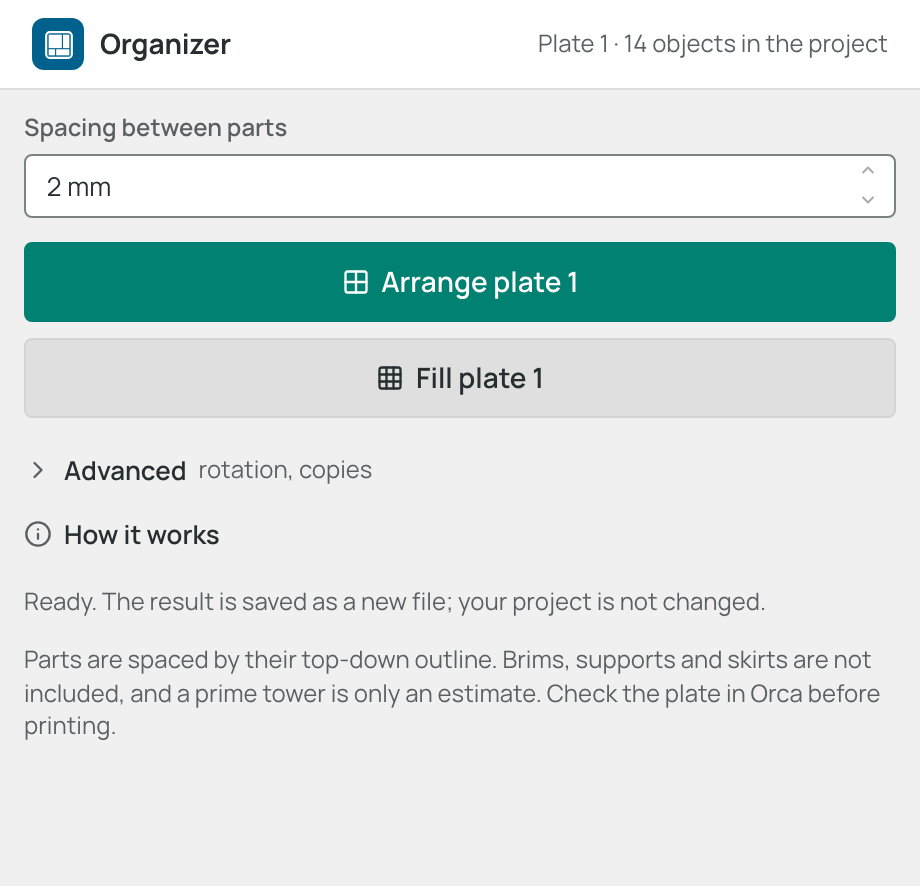 Organizer
Plate 1 · 14 objects in the project
Spacing between parts
2 mm
Arrange plate 1
Fill plate 1
Advanced rotation, copies
How it works
Ready. The result is saved as a new file; your project is not changed.
Parts are spaced by their top-down outline. Brims, supports and skirts are not
included, and a prime tower is only an estimate. Check the plate in Orca before
printing.